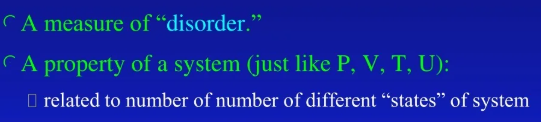 A measure of “disorder.”
A property of a system (just like P, V, T, U):
related to number of number of different “states” of system